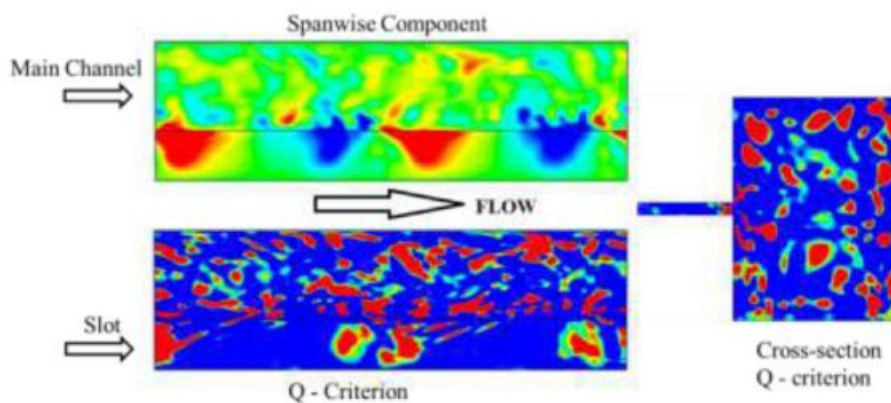 Spanwise Component
Main Channel
FLOW
Slot
Q - Criterion
Cross-section
Q - criterion